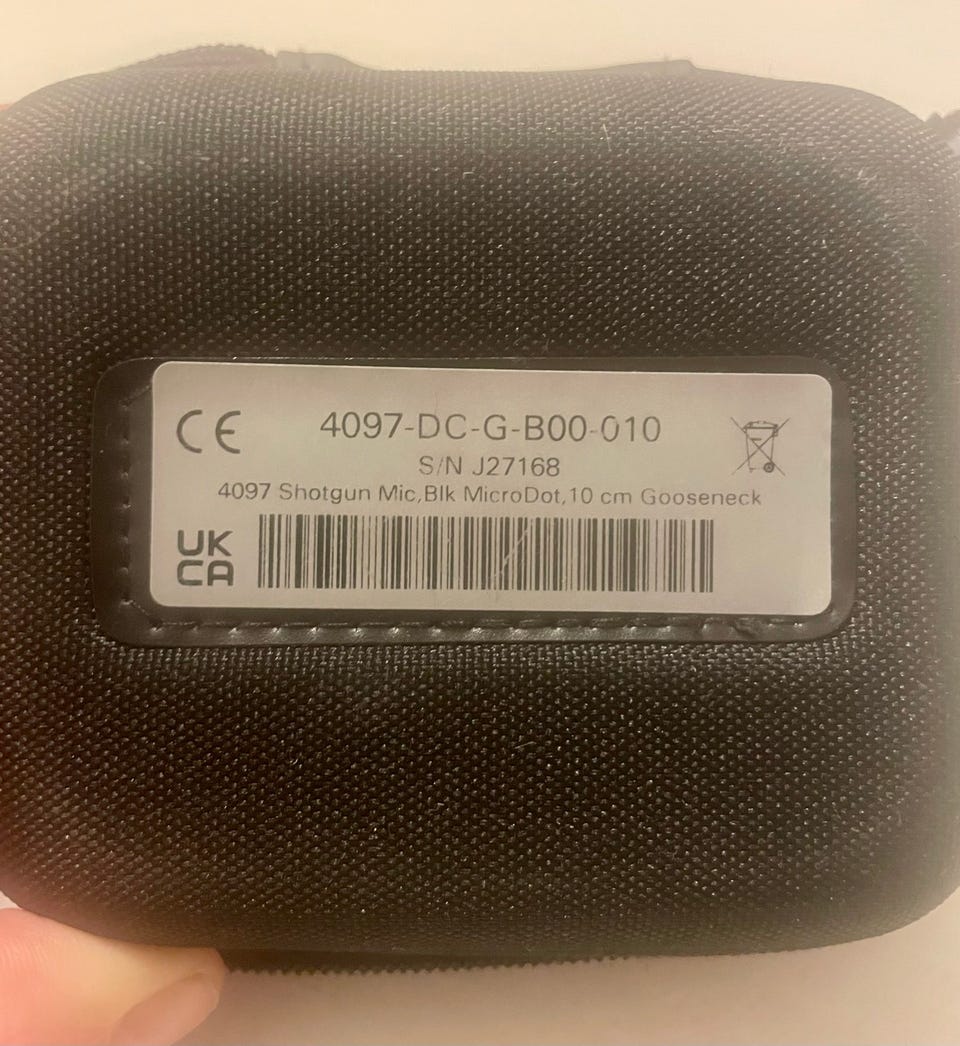 CE
4097-DC-G-B00-010
S/N J27168
4097 Shotgun Mic,Blk MicroDot,10 cm Gooseneck
UK
CA